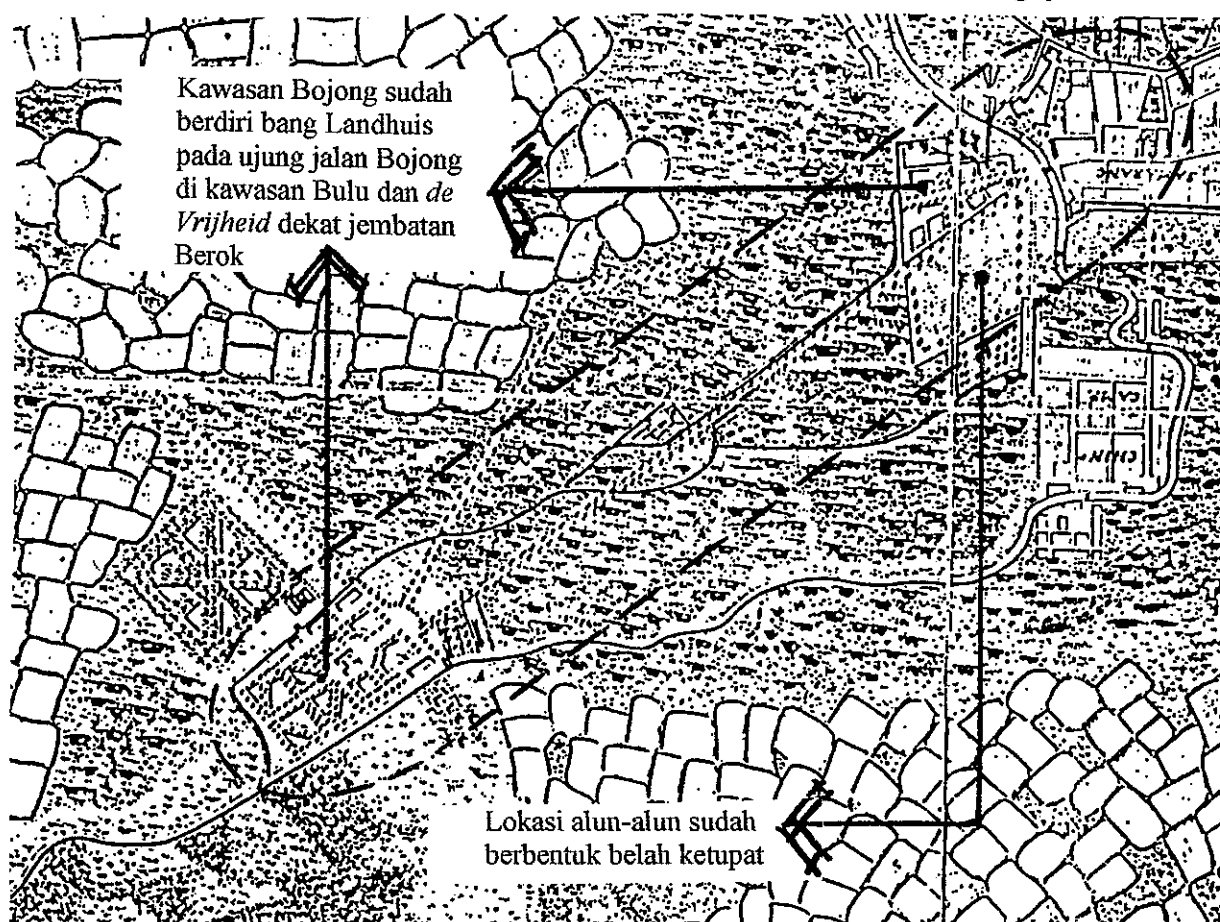 Kawasan Bojong sudah
berdiri bang Landhuis
pada ujung jalan Bojong
di kawasan Bulu dan de
Vrijheid dekat jembatan
Berok
Lokasi alun-alun sudah
berbentuk belah ketupat